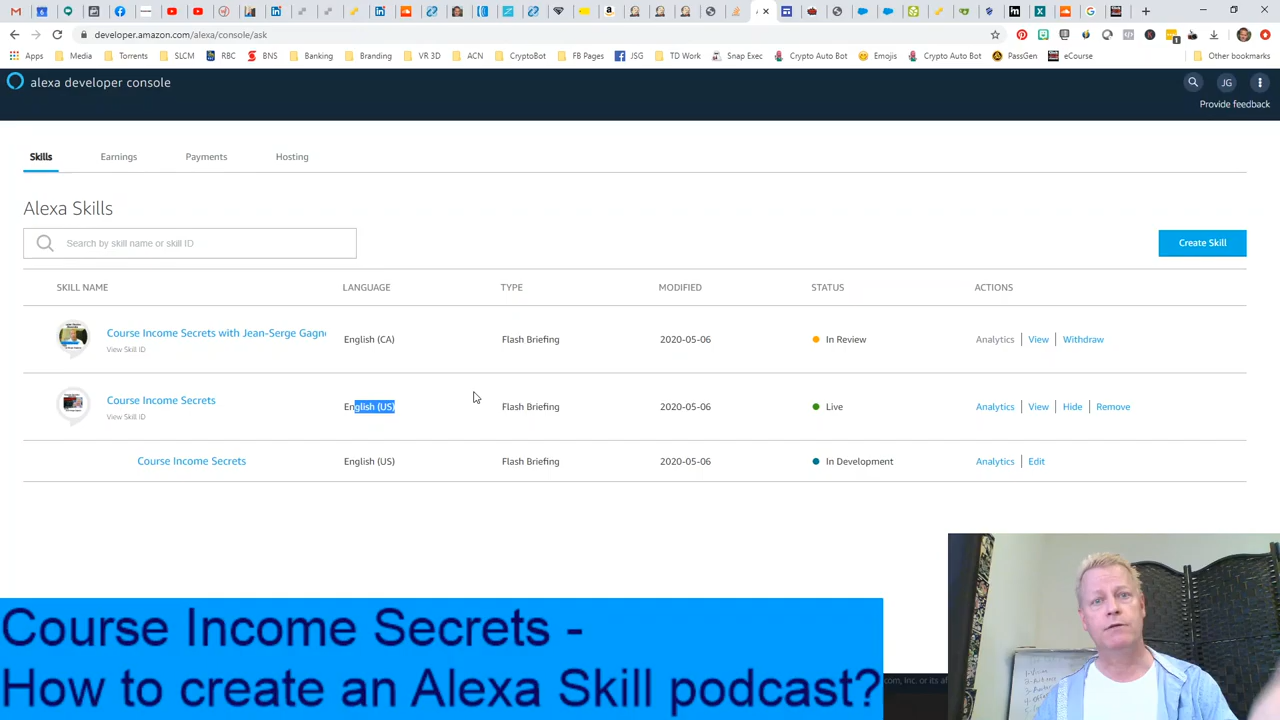 developer.amazon.com/alexa/console/ask
Apps
Media
Torrents
SLCM
RBC
BNS
Banking
Branding
VR 3D
ACN
CryptoBot
FB Pages
JSG
TD Work
Snap Exec
Crypto Auto Bot
Emojis
Crypto Auto Bot
PassGen
eCourse
Other bookmarks
alexa developer console
JG
Provide feedback
Skills
Earnings
Payments
Hosting
Alexa Skills
Search by skill name or skill ID
Create Skill
SKILL NAME
LANGUAGE
TYPE
MODIFIED
STATUS
ACTIONS
Course Income Secrets with Jean-Serge Gagn
View Skill ID
English (CA)
Flash Briefing
2020-05-06
In Review
Analytics
View
Withdraw
Course Income Secrets
View Skill ID
English (US)
Flash Briefing
2020-05-06
Live
Analytics
View
Hide
Remove
Course Income Secrets
English (US)
Flash Briefing
2020-05-06
In Development
Analytics
Edit
Course Income Secrets -
How to create an Alexa Skill podcast?
com, Inc. or its af